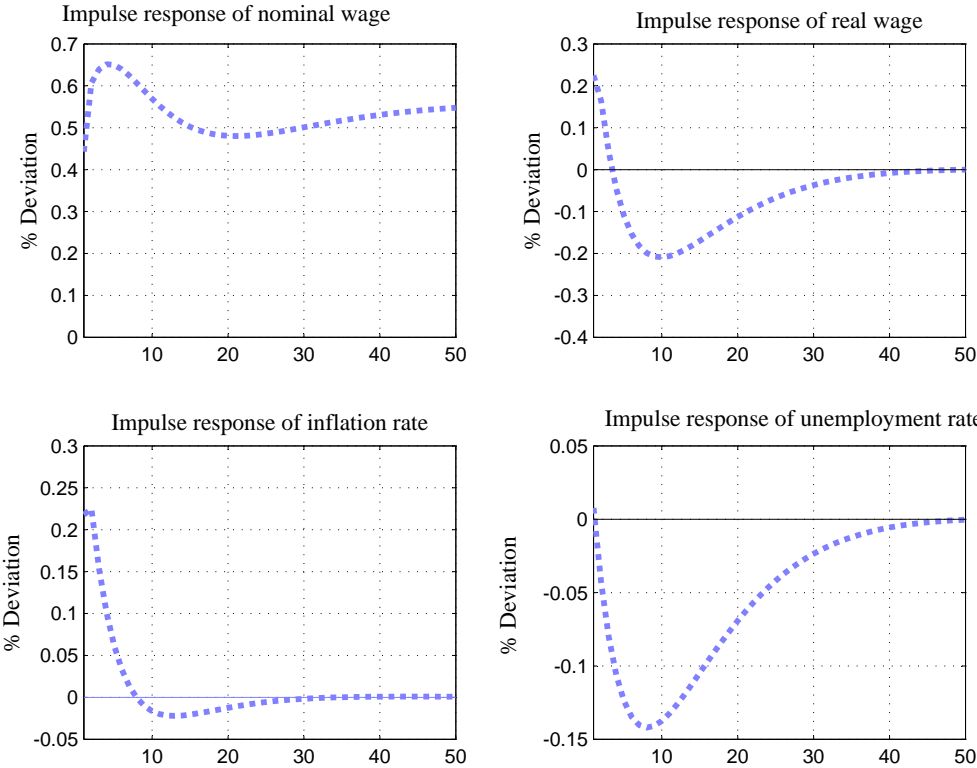 Impulse response of nominal wage
0.7
0.6
0.5
0.4
0.3
0.2
0.1
0
% Deviation
10 20 30 40 50
Impulse response of real wage
0.3
0.2
0.1
0
-0.1
-0.2
-0.3
-0.4
% Deviation
10 20 30 40 50
Impulse response of inflation rate
0.3
0.25
0.2
0.15
0.1
0.05
0
-0.05
% Deviation
10 20 30 40 50
Impulse response of unemployment rate
0.05
0
-0.05
-0.1
-0.15
% Deviation
10 20 30 40 50